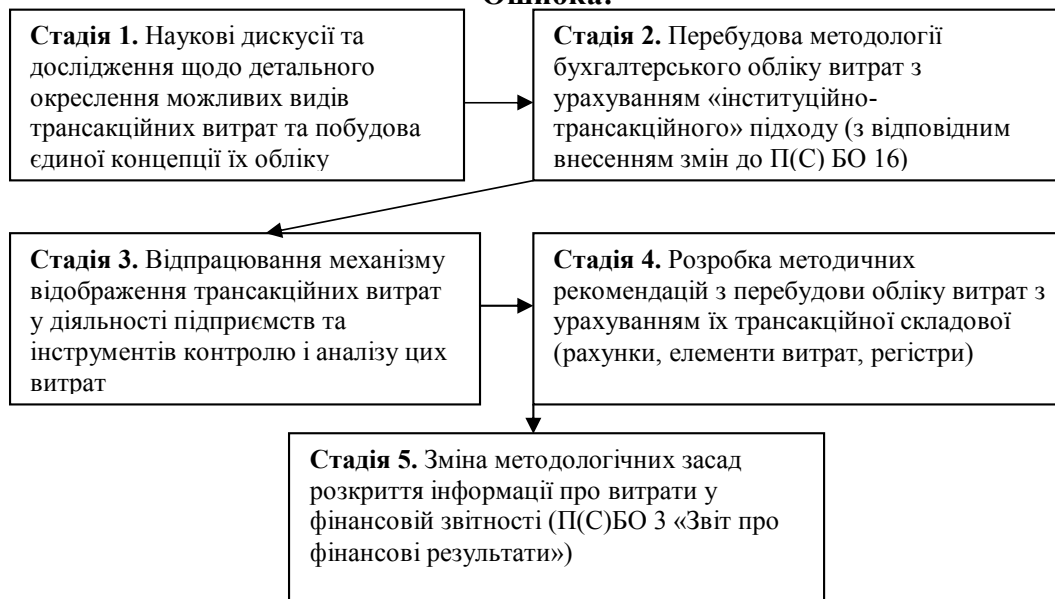 Ошибка!
Стадія 1. Наукові дискусії та
дослідження щодо детального
окреслення можливих видів
трансакційних витрат та побудова
єдиної концепції їх обліку
Стадія 2. Перебудова методології
бухгалтерського обліку витрат з
урахуванням «інституційно-
трансакційного» підходу (з відповідним
внесенням змін до П(С) БО 16)
Стадія 3. Відпрацювання механізму
відображення трансакційних витрат
у діяльності підприємств та
інструментів контролю і аналізу цих
витрат
Стадія 4. Розробка методичних
рекомендацій з перебудови обліку витрат з
урахуванням їх трансакційної складової
(рахунки, елементи витрат, регістри)
Стадія 5. Зміна методологічних засад
розкриття інформації про витрати у
фінансовій звітності (П(С)БО 3 «Звіт про
фінансові результати»)